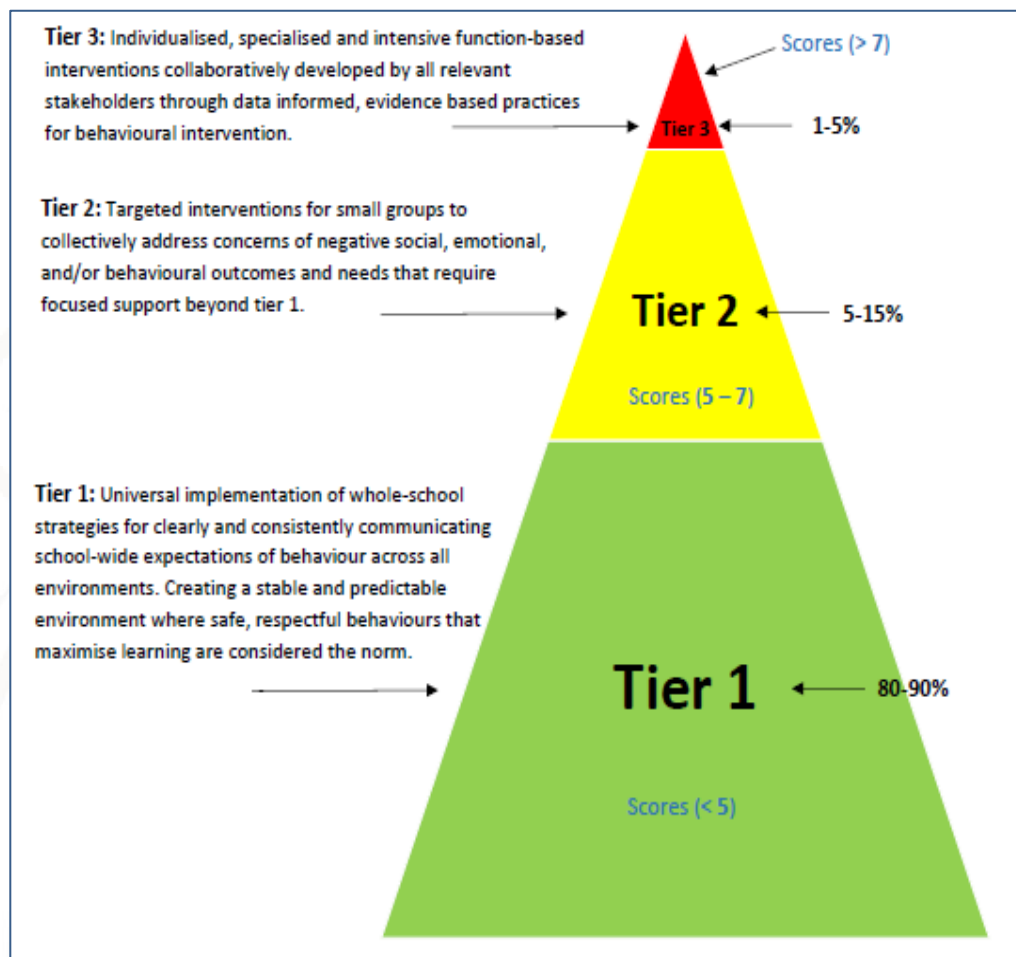 Tier 3: Individualised, specialised and intensive function-based
interventions collaboratively developed by all relevant
stakeholders through data informed, evidence based practices
for behavioural intervention.
Scores (> 7)
Tier 3
1-5%
Tier 2: Targeted interventions for small groups to
collectively address concerns of negative social, emotional,
and/or behavioural outcomes and needs that require
focused support beyond tier 1.
Tier 2
5-15%
Scores (5 – 7)
Tier 1: Universal implementation of whole-school
strategies for clearly and consistently communicating
school-wide expectations of behaviour across all
environments. Creating a stable and predictable
environment where safe, respectful behaviours that
maximise learning are considered the norm.
Tier 1
80-90%
Scores (< 5)